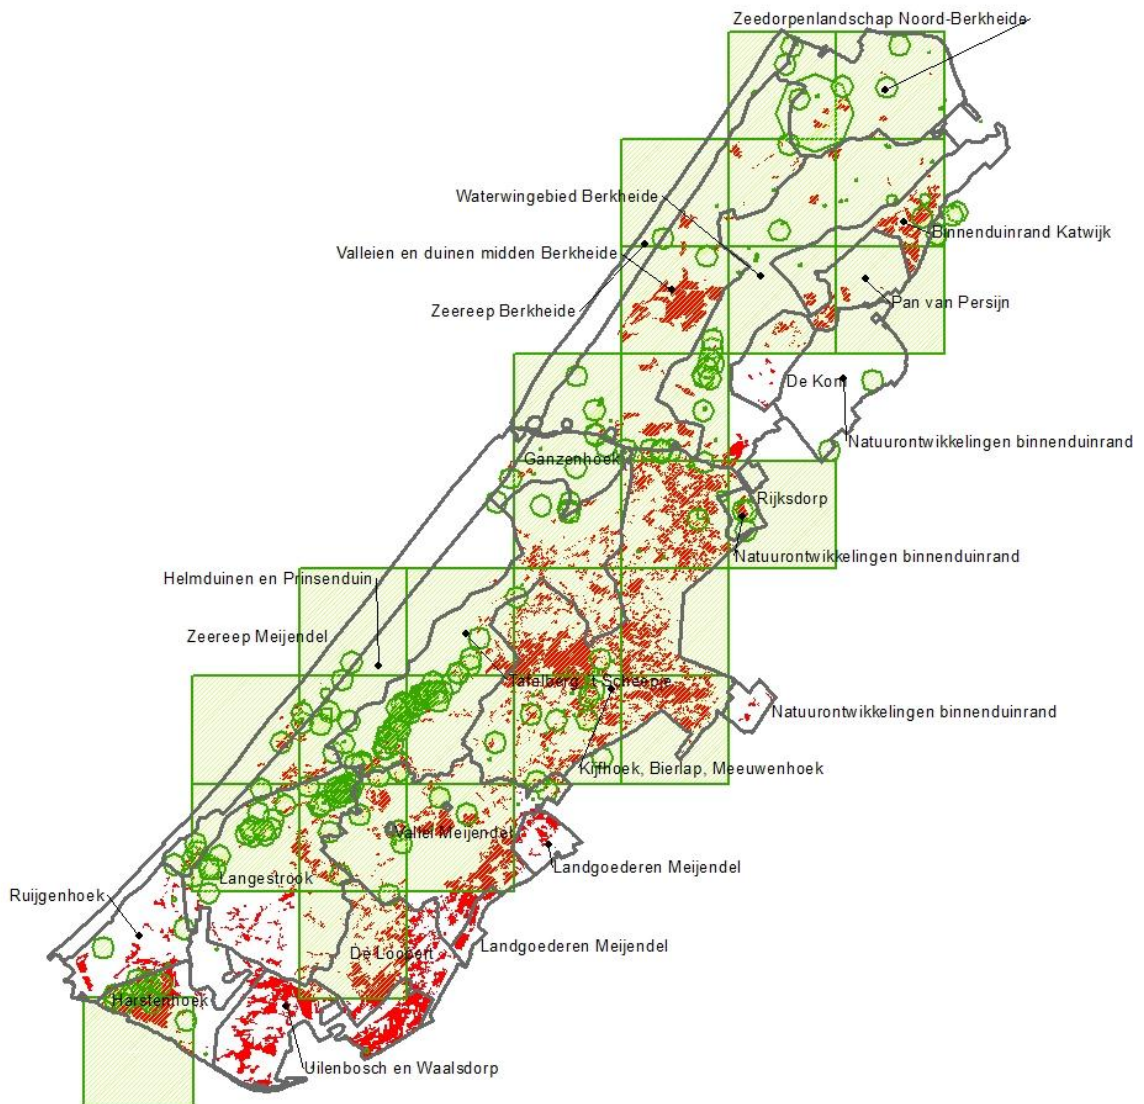 Zeedorpenlandschap Noord-Berkheide
Waterwingebied Berkheide
Binnenduinrand Katwijk
Valleien en duinen midden Berkheide
Pan van Persijn
Zeereep Berkheide
De Kom
Natuurontwikkelingen binnenduinrand
Ganzenhoek
Rijksdorp
Natuurontwikkelingen binnenduinrand
Helmduinen en Prinsenduin
Zeereep Meijendel
Tafelberg, 't Scheepje
Natuurontwikkelingen binnenduinrand
Kijfhoek, Bierlap, Meeuwenhoek
Vallei Meijendel
Landgoederen Meijendel
Langestrook
Ruijgenhoek
Landgoederen Meijendel
De Loopert
Harstenhoek
Uilenbosch en Waalsdorp